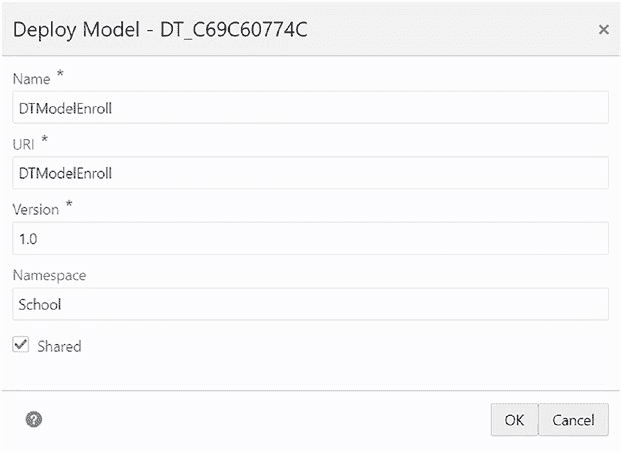 Deploy Model - DT_C69C60774C ×
Name *
DTModelEnroll
URI *
DTModelEnroll
Version *
1.0
Namespace
School
Shared
? OK Cancel